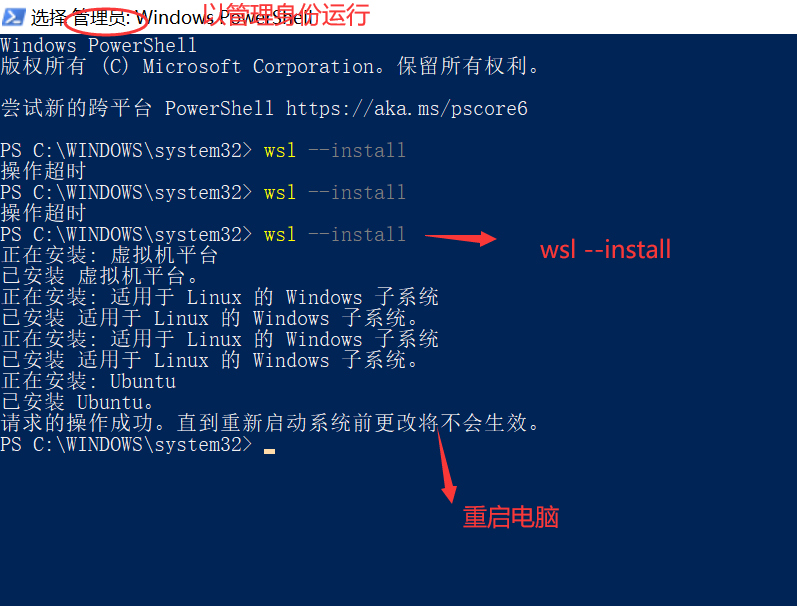 选择 管理员: Windows PowerShell
以管理身份运行
Windows PowerShell
版权所有 (C) Microsoft Corporation。保留所有权利。
尝试新的跨平台 PowerShell https://aka.ms/pscore6
PS C:\WINDOWS\system32> wsl --install
操作超时
PS C:\WINDOWS\system32> wsl --install
操作超时
PS C:\WINDOWS\system32> wsl --install
wsl --install
正在安装: 虚拟机平台
已安装 虚拟机平台。
正在安装: 适用于 Linux 的 Windows 子系统
已安装 适用于 Linux 的 Windows 子系统。
正在安装: 适用于 Linux 的 Windows 子系统
已安装 适用于 Linux 的 Windows 子系统。
正在安装: Ubuntu
已安装 Ubuntu。
请求的操作成功。直到重新启动系统前更改将不会生效。
PS C:\WINDOWS\system32>
重启电脑